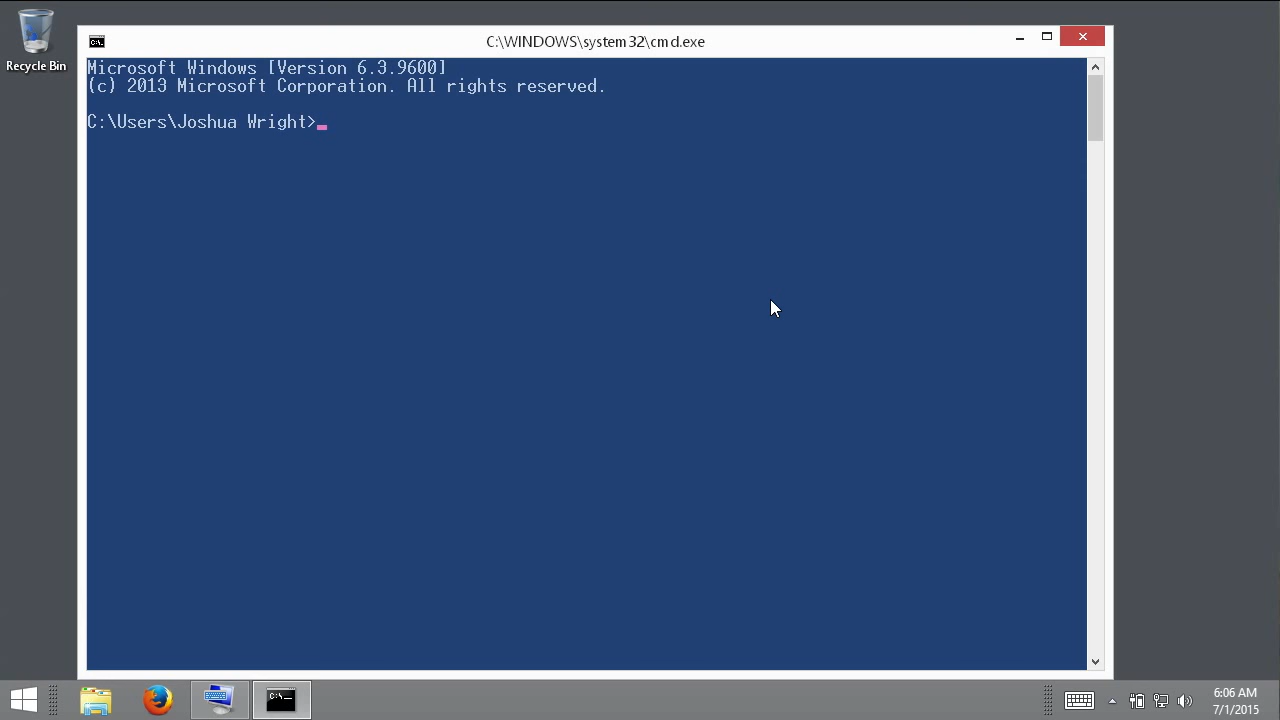 Recycle Bin
C:\WINDOWS\system32\cmd.exe
Microsoft Windows [Version 6.3.9600]
(c) 2013 Microsoft Corporation. All rights reserved.
C:\Users\Joshua Wright>
6:06 AM
7/1/2015